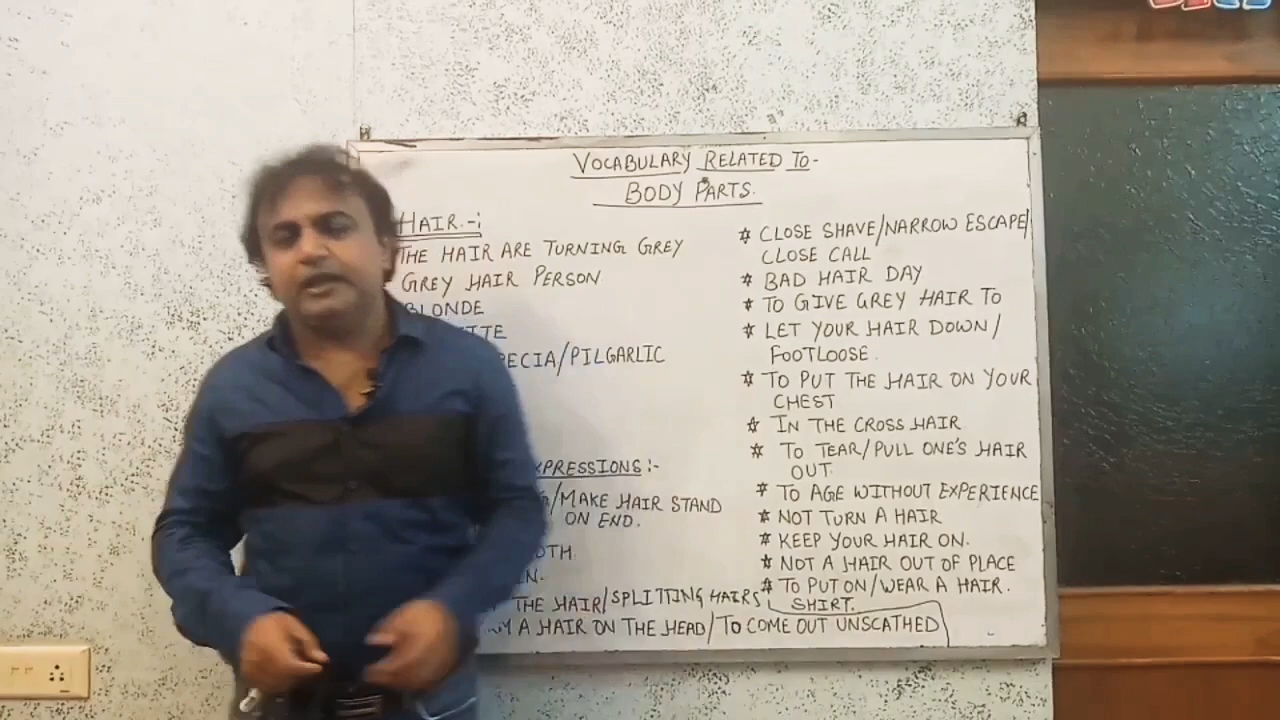 VOCABULARY RELATED TO-
BODY PARTS.
HAIR.-:
THE HAIR ARE TURNING GREY
GREY HAIR PERSON
BLONDE
PILGARLIC
EXPRESSIONS:-
/MAKE HAIR STAND
ON END.
THE HAIR/SPLITTING HAIRS
A HAIR ON THE HEAD/TO COME OUT UNSCATHED
* CLOSE SHAVE/NARROW ESCAPE/
CLOSE CALL
* BAD HAIR DAY
* TO GIVE GREY HAIR TO
* LET YOUR HAIR DOWN/
FOOTLOOSE.
* TO PUT THE HAIR ON YOUR
CHEST
* IN THE CROSS HAIR
* TO TEAR/PULL ONE'S HAIR
OUT.
* TO AGE WITHOUT EXPERIENCE
* NOT TURN A HAIR
* KEEP YOUR HAIR ON.
* NOT A HAIR OUT OF PLACE
* TO PUT ON/WEAR A HAIR.
SHIRT.